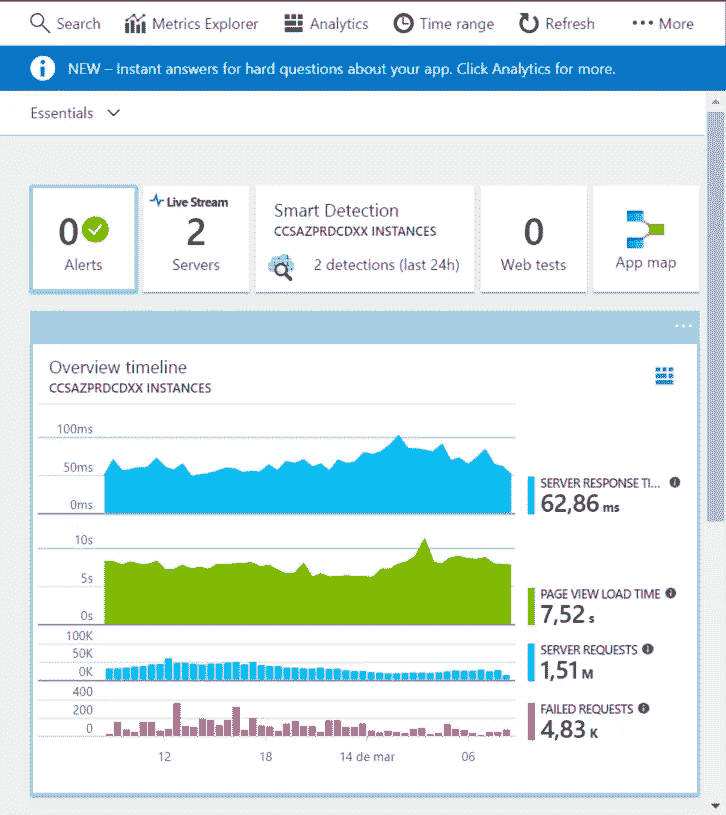 Search Metrics Explorer Analytics Time range Refresh ••• More
NEW – Instant answers for hard questions about your app. Click Analytics for more.
Essentials
0
Alerts
Live Stream
2
Servers
Smart Detection
CCSAZPRDCDXX INSTANCES
2 detections (last 24h)
0
Web tests
App map
Overview timeline
CCSAZPRDCDXX INSTANCES
100ms
50ms
0ms
SERVER RESPONSE TI...
62,86 ms
10s
5s
0s
PAGE VIEW LOAD TIME
7,52 s
100K
50K
0K
SERVER REQUESTS
1,51 M
400
200
0
FAILED REQUESTS
4,83 K
12 18 14 de mar 06